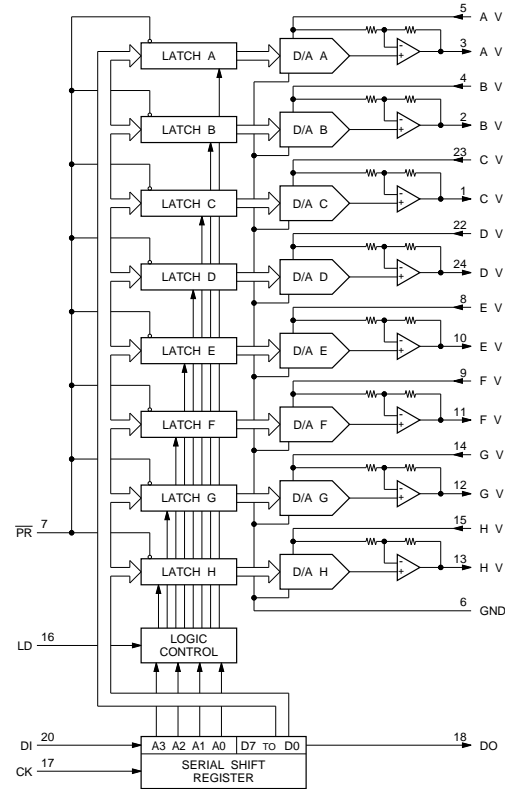 5 A V
LATCH A D/A A 3 A V
4 B V
LATCH B D/A B 2 B V
23 C V
LATCH C D/A C 1 C V
22 D V
LATCH D D/A D 24 D V
8 E V
LATCH E D/A E 10 E V
9 F V
LATCH F D/A F 11 F V
14 G V
LATCH G D/A G 12 G V
PR 7
15 H V
LATCH H D/A H 13 H V
6 GND
LD 16
LOGIC
CONTROL
DI 20
A3 A2 A1 A0 D7 TO D0
18 DO
CK 17
SERIAL SHIFT
REGISTER